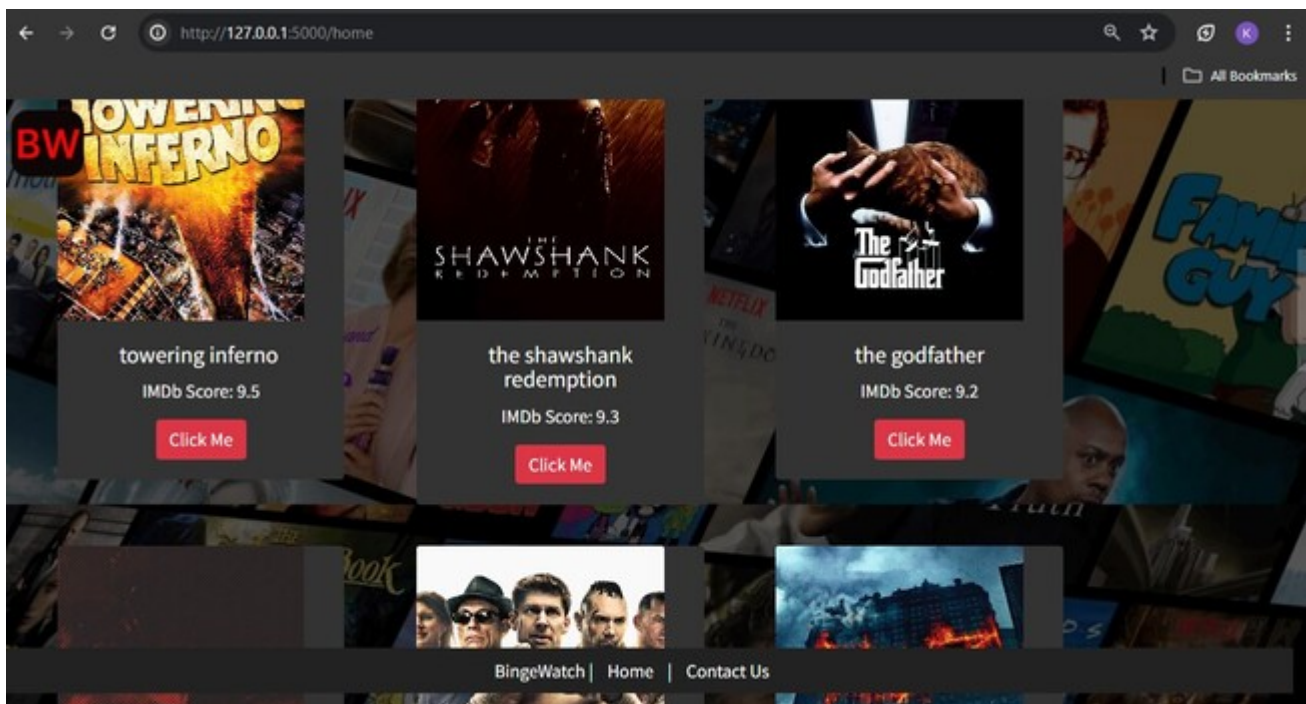 http://127.0.0.1:5000/home
K
All Bookmarks
BW
TOWERING
INFERNO
THE
SHAWSHANK
REDEMPTION
The
Godfather
NETFLIX
FAMILY
GUY
towering inferno
IMDb Score: 9.5
Click Me
the shawshank
redemption
IMDb Score: 9.3
Click Me
the godfather
IMDb Score: 9.2
Click Me
BOOK
BingeWatch | Home | Contact Us